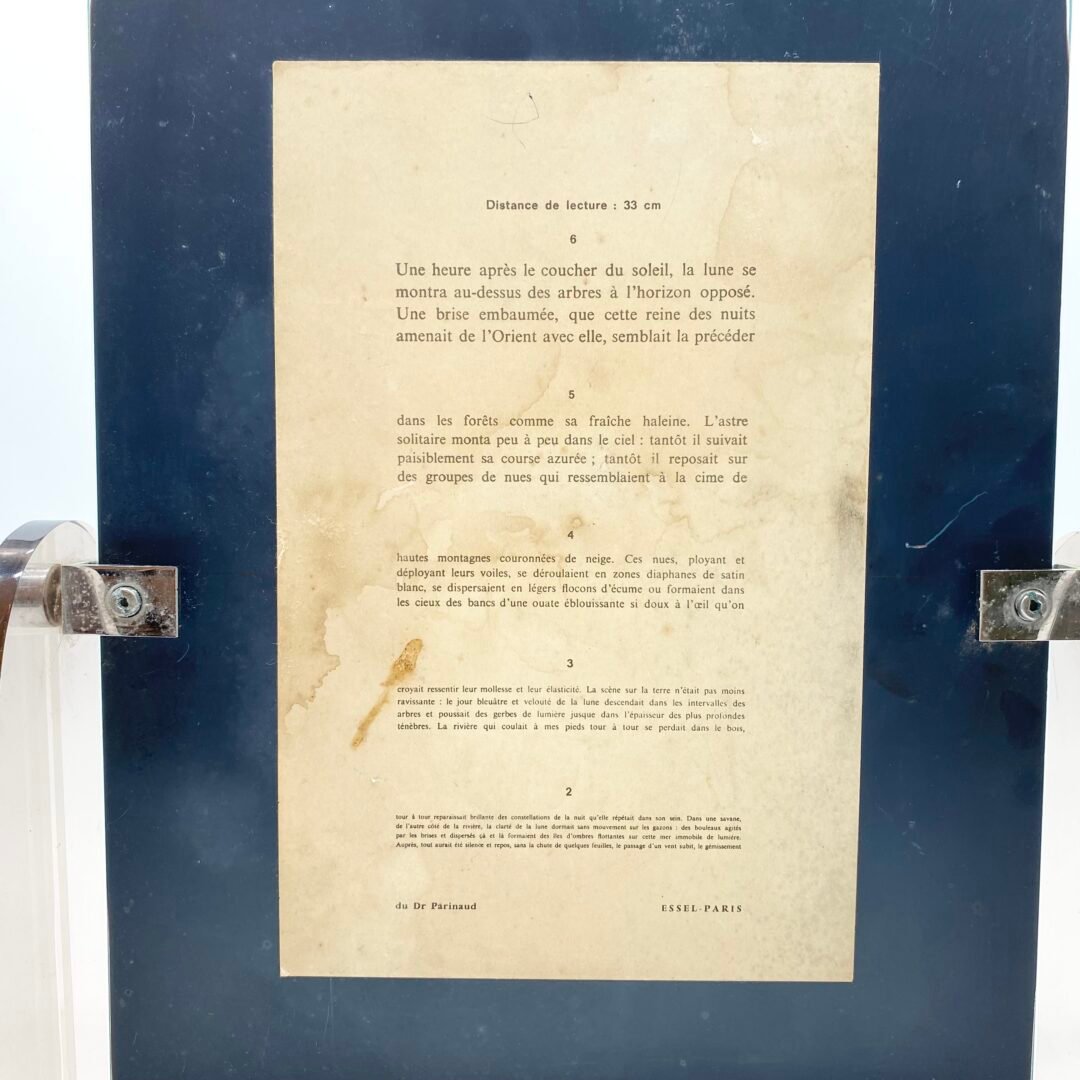 Distance de lecture : 33 cm
6
Une heure après le coucher du soleil, la lune se
montra au-dessus des arbres à l'horizon opposé.
Une brise embaumée, que cette reine des nuits
amenait de l'Orient avec elle, semblait la précéder
5
dans les forêts comme sa fraîche haleine. L'astre
solitaire monta peu à peu dans le ciel : tantôt il suivait
paisiblement sa course azurée ; tantôt il reposait sur
des groupes de nues qui ressemblaient à la cime de
4
hautes montagnes couronnées de neige. Ces nues, ployant et
déployant leurs voiles, se déroulaient en zones diaphanes de satin
blanc, se dispersaient en légers flocons d'écume ou formaient dans
les cieux des bancs d'une ouate éblouissante si doux à l'œil qu'on
3
croyait ressentir leur mollesse et leur élasticité. La scène sur la terre n'était pas moins
ravissante : le jour bleuâtre et velouté de la lune descendait dans les intervalles des
arbres et poussait des gerbes de lumière jusque dans l'épaisseur des plus profondes
ténèbres. La rivière qui coulait à mes pieds tour à tour se perdait dans le bois,
2
tour à tour reparaissait brillante des constellations de la nuit qu'elle répétait dans son sein. Dans une savane,
de l'autre côté de la rivière, la clarté de la lune dormait sans mouvement sur les gazons : des bouleaux agités
par les brises et dispersés çà et là formaient des îles d'ombres flottantes sur cette mer immobile de lumière.
Auprès, tout aurait été silence et repos, sans la chute de quelques feuilles, le passage d'un vent subit, le gémissement
du Dr Parinaud
ESSEL-PARIS